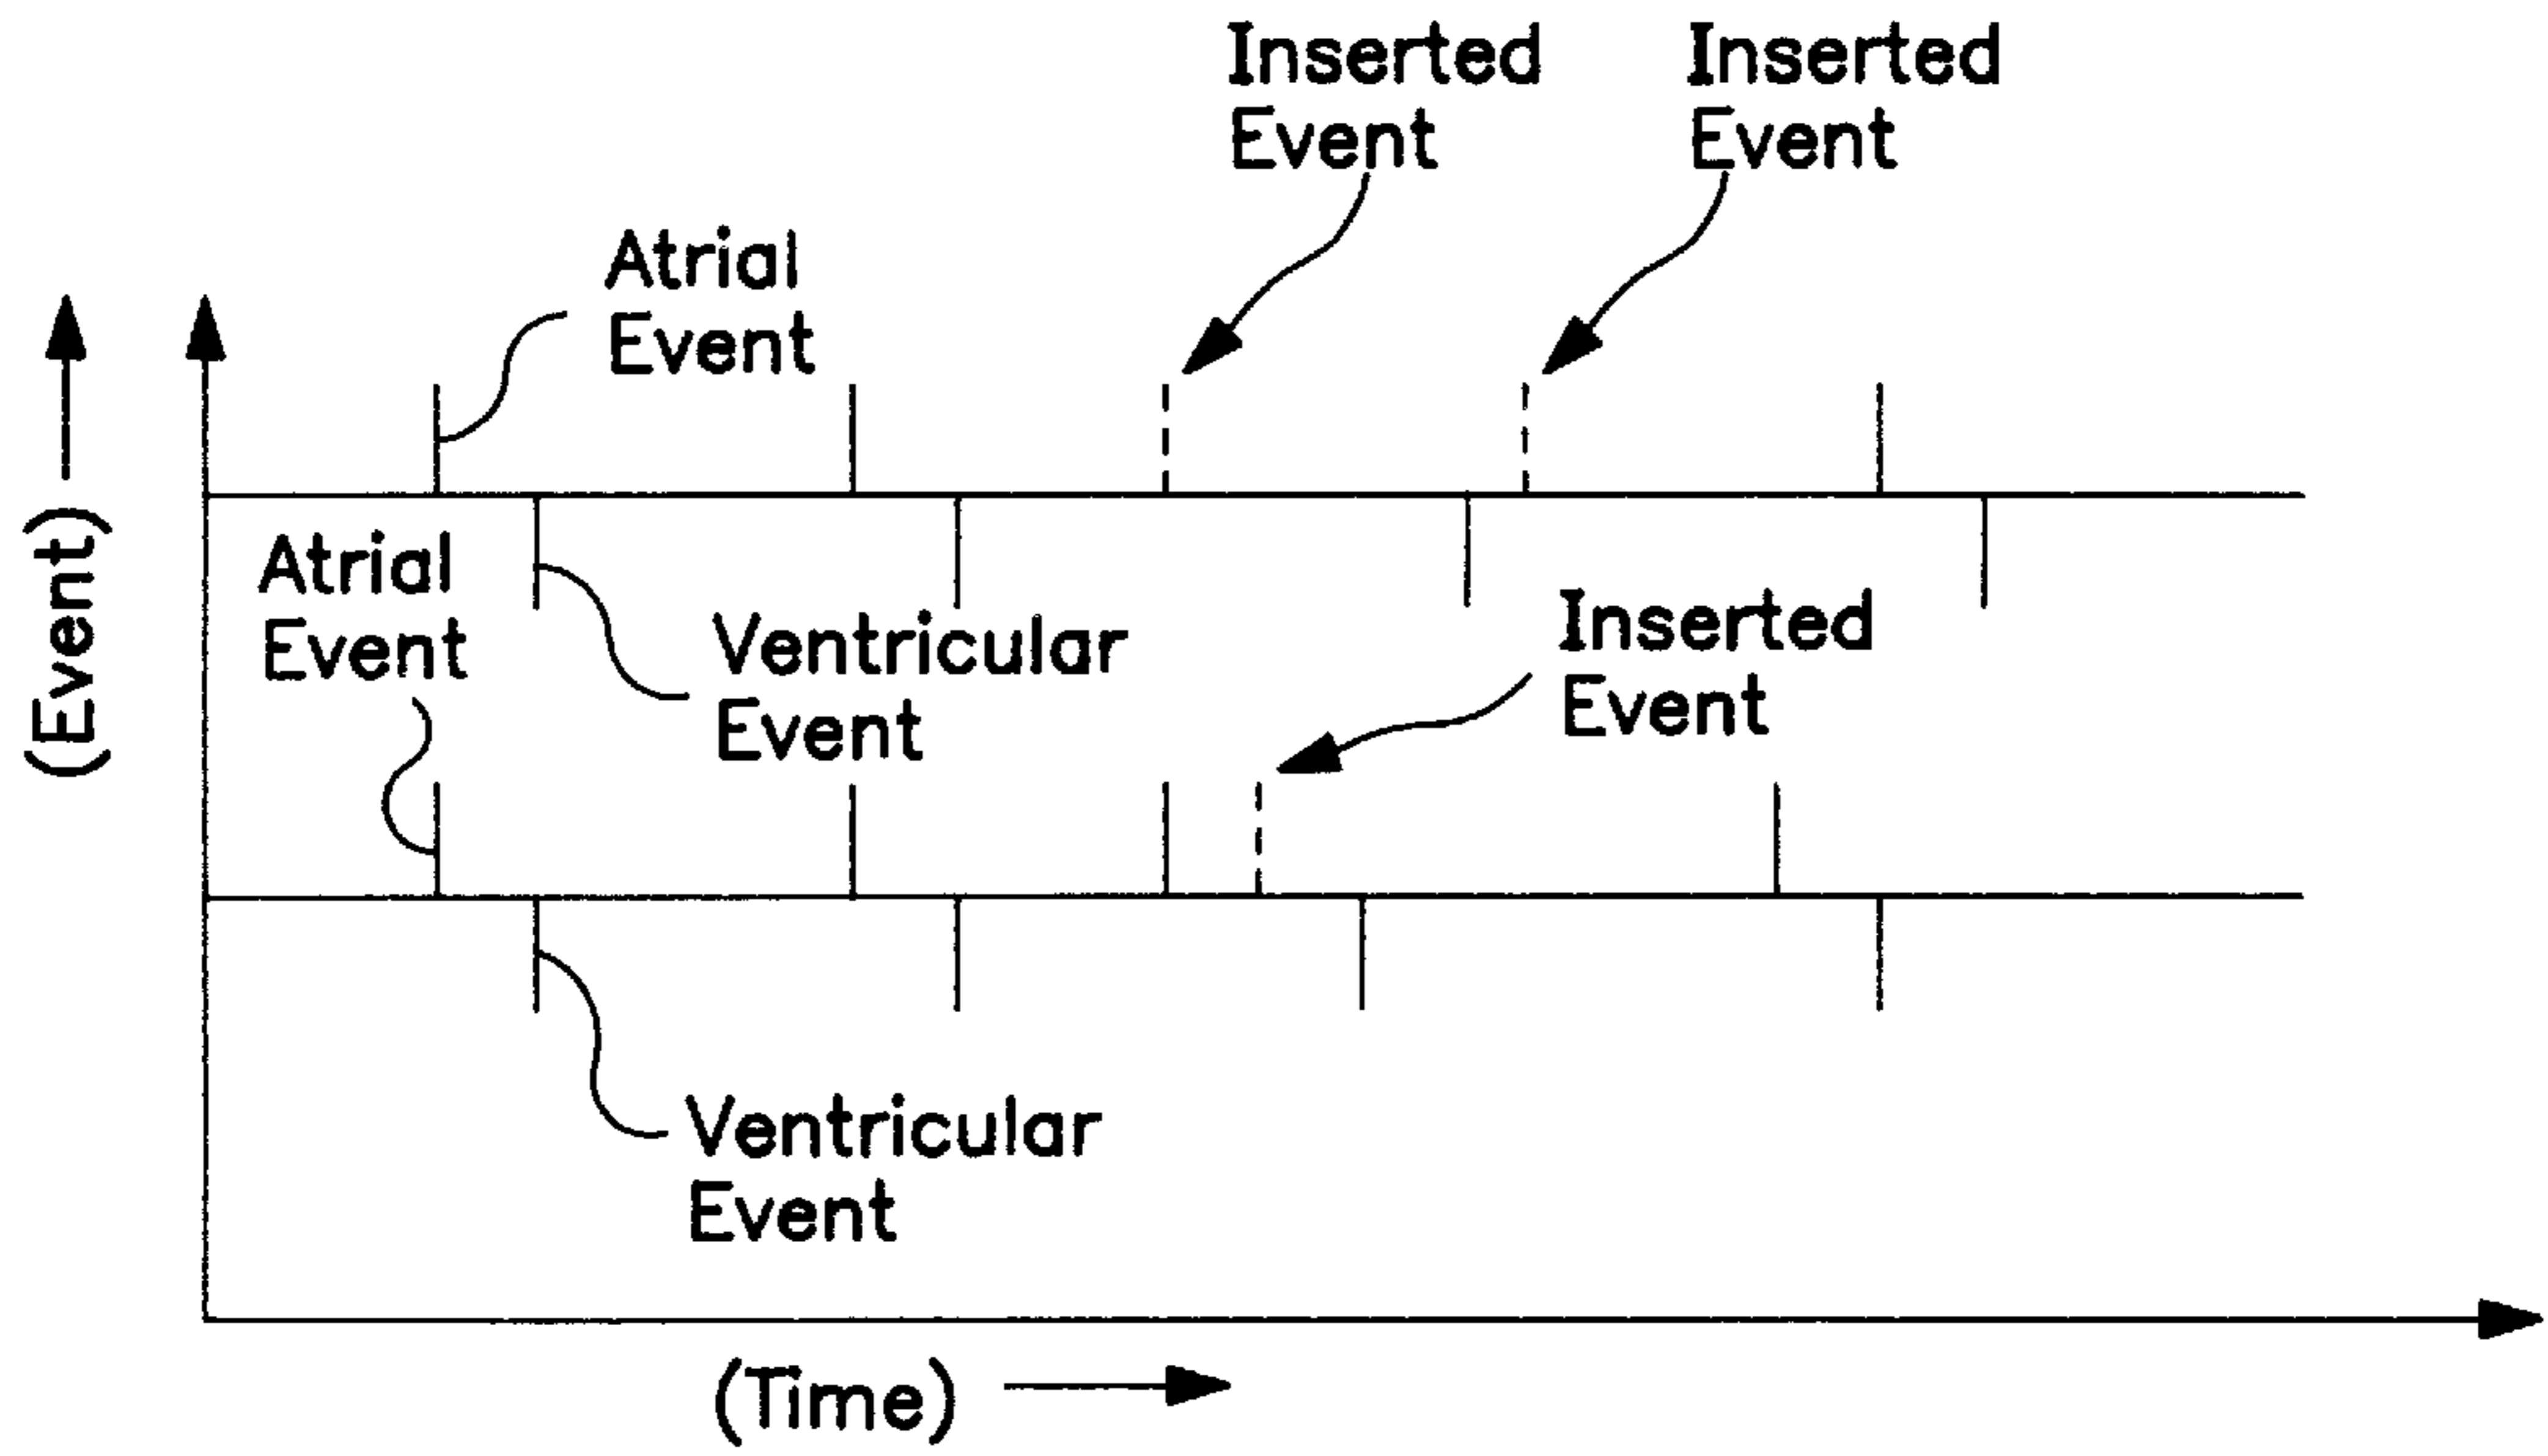 Inserted
Event
Inserted
Event
Atrial
Event
(Event)
Atrial
Event
Ventricular
Event
Inserted
Event
Ventricular
Event
(Time)